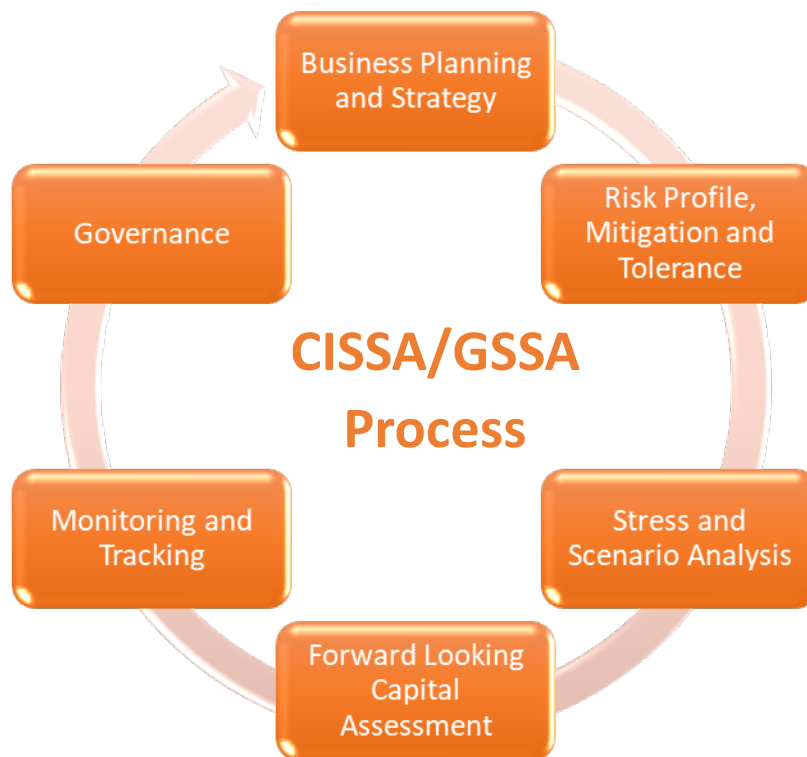 Business Planning
and Strategy
Risk Profile,
Mitigation and
Tolerance
Stress and
Scenario Analysis
Forward Looking
Capital
Assessment
Monitoring and
Tracking
Governance
CISSA/GSSA
Process